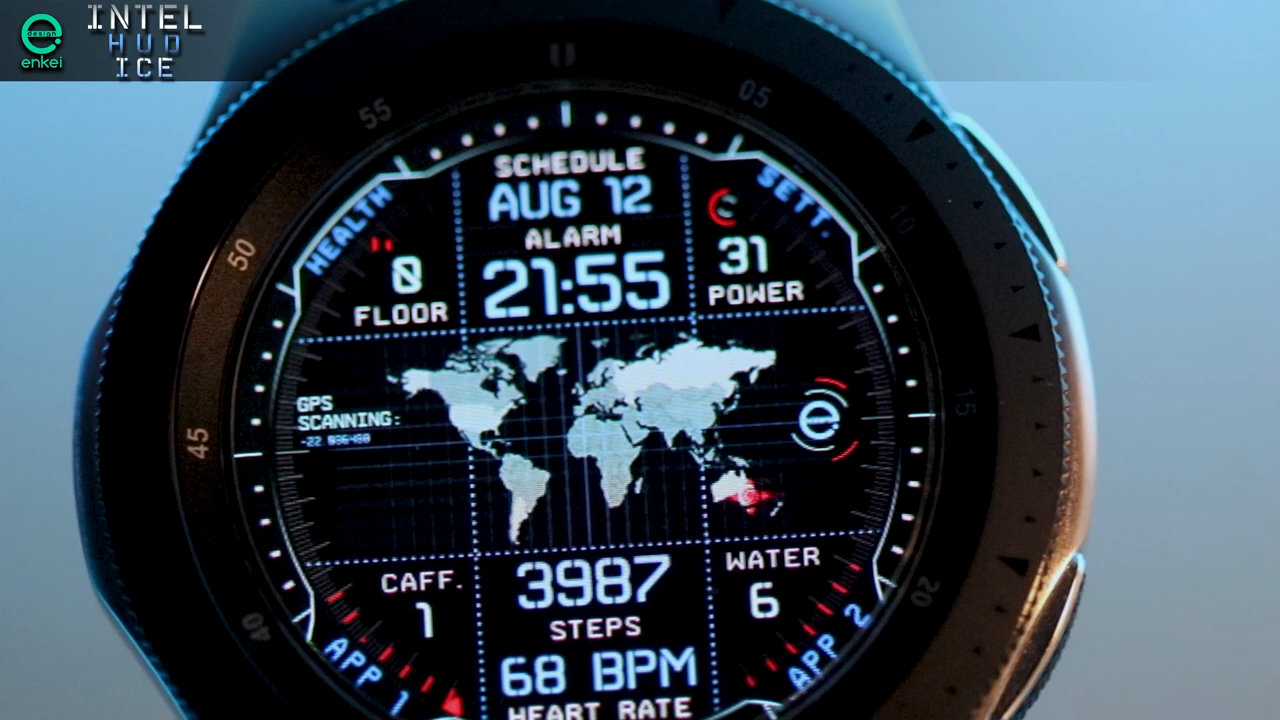 design
enkei
INTEL
HUD
ICE
55
05
50
10
45
15
40
20
HEALTH
SCHEDULE
AUG 12
ALARM
21:55
SETT.
0
FLOOR
31
POWER
GPS
SCANNING:
e
CAFF.
1
3987
STEPS
WATER
6
APP 1
68 BPM
HEART RATE
APP 2